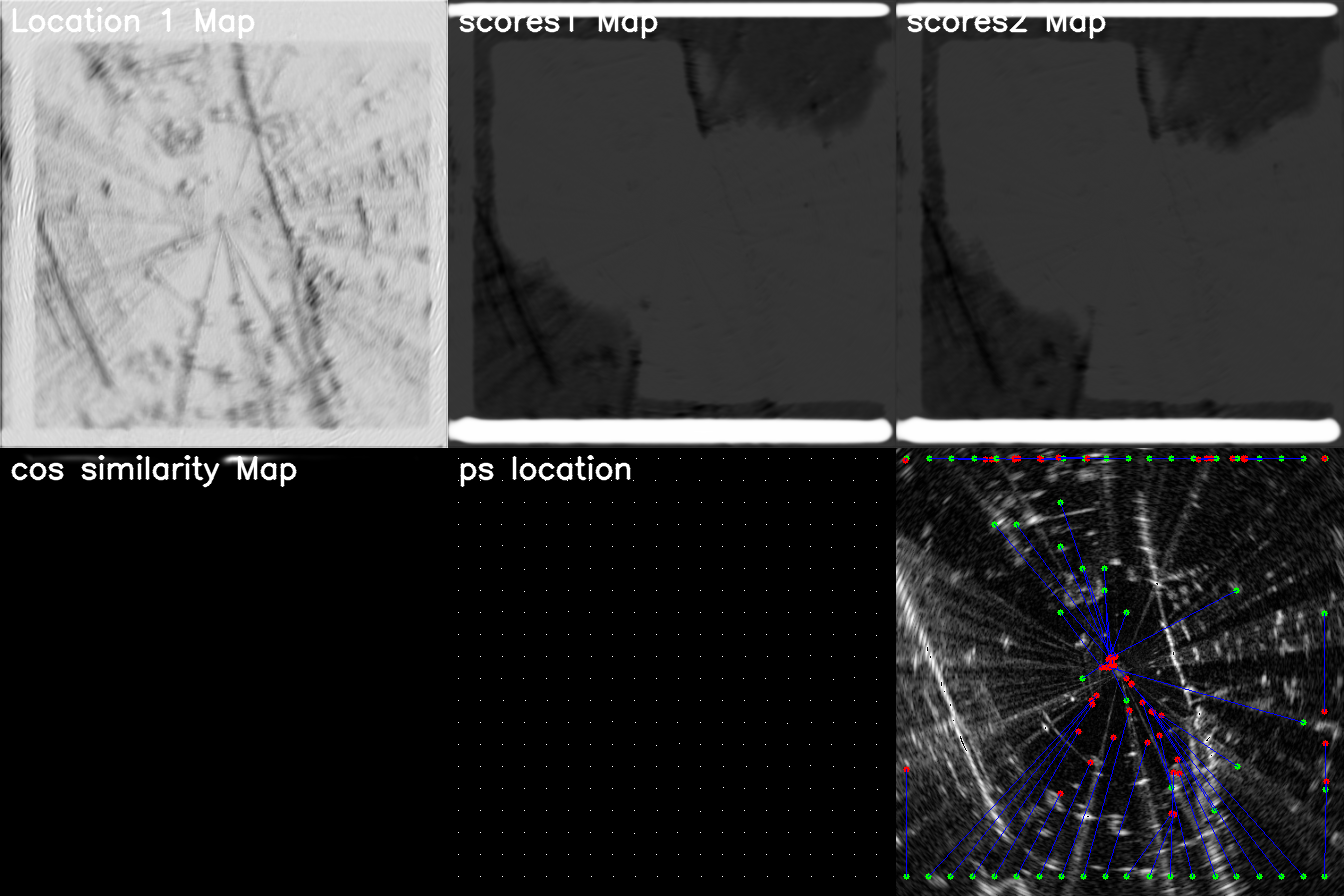 Location 1 Map
scores1 Map
scores2 Map
cos similarity Map
ps location